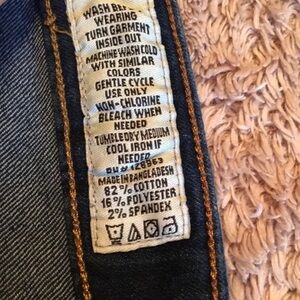 WASH BEFORE
WEARING
TURN GARMENT
INSIDE OUT
MACHINE WASH COLD
WITH SIMILAR
COLORS
GENTLE CYCLE
USE ONLY
NON-CHLORINE
BLEACH WHEN
NEEDED
TUMBLE DRY MEDIUM
COOL IRON IF
NEEDED
RN# 128963
MADE IN BANGLADESH
82% COTTON
16% POLYESTER
2% SPANDEX